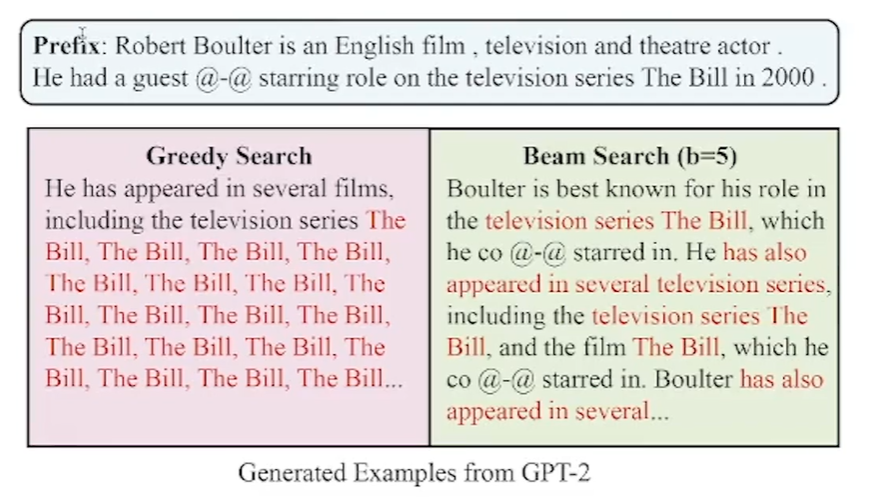 Prefix: Robert Boulter is an English film , television and theatre actor .
He had a guest @-@ starring role on the television series The Bill in 2000 .
Greedy Search
He has appeared in several films,
including the television series The
Bill, The Bill, The Bill, The Bill,
The Bill, The Bill, The Bill, The
Bill, The Bill, The Bill, The Bill,
The Bill, The Bill, The Bill, The
Bill, The Bill, The Bill, The Bill...
Beam Search (b=5)
Boulter is best known for his role in
the television series The Bill, which
he co @-@ starred in. He has also
appeared in several television series,
including the television series The
Bill, and the film The Bill, which he
co @-@ starred in. Boulter has also
appeared in several...
Generated Examples from GPT-2